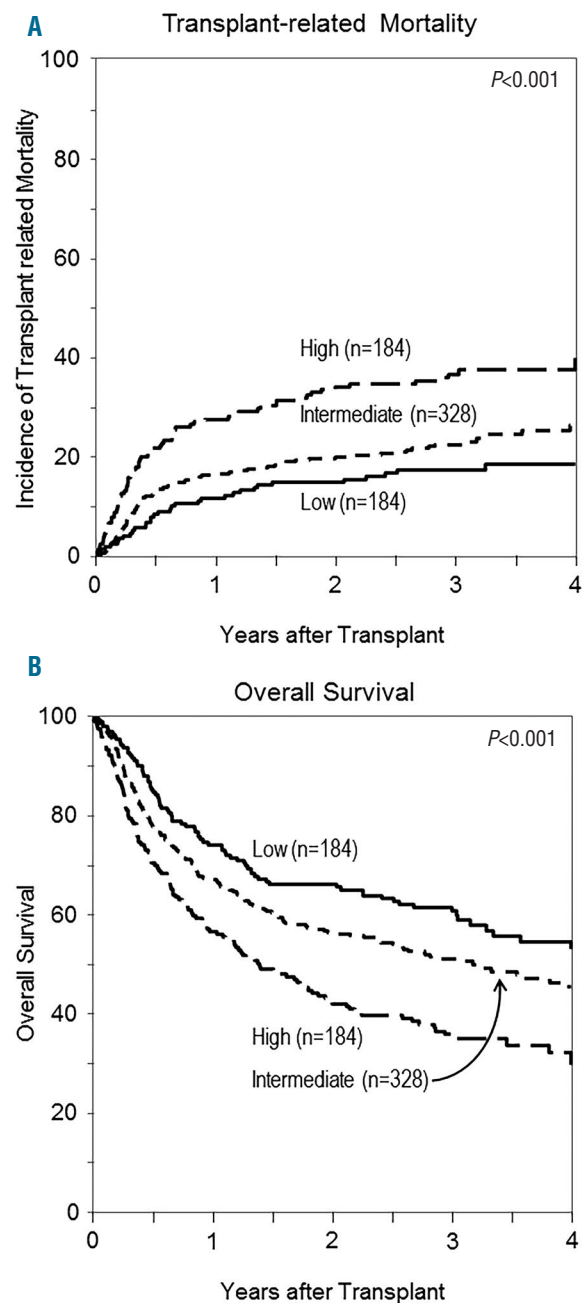 A
Transplant-related Mortality
P<0.001
Incidence of Transplant related Mortality
100
80
60
40
20
0
High (n=184)
Intermediate (n=328)
Low (n=184)
0 1 2 3 4
Years after Transplant
B
Overall Survival
P<0.001
Overall Survival
100
80
60
40
20
0
Low (n=184)
High (n=184)
Intermediate (n=328)
0 1 2 3 4
Years after Transplant